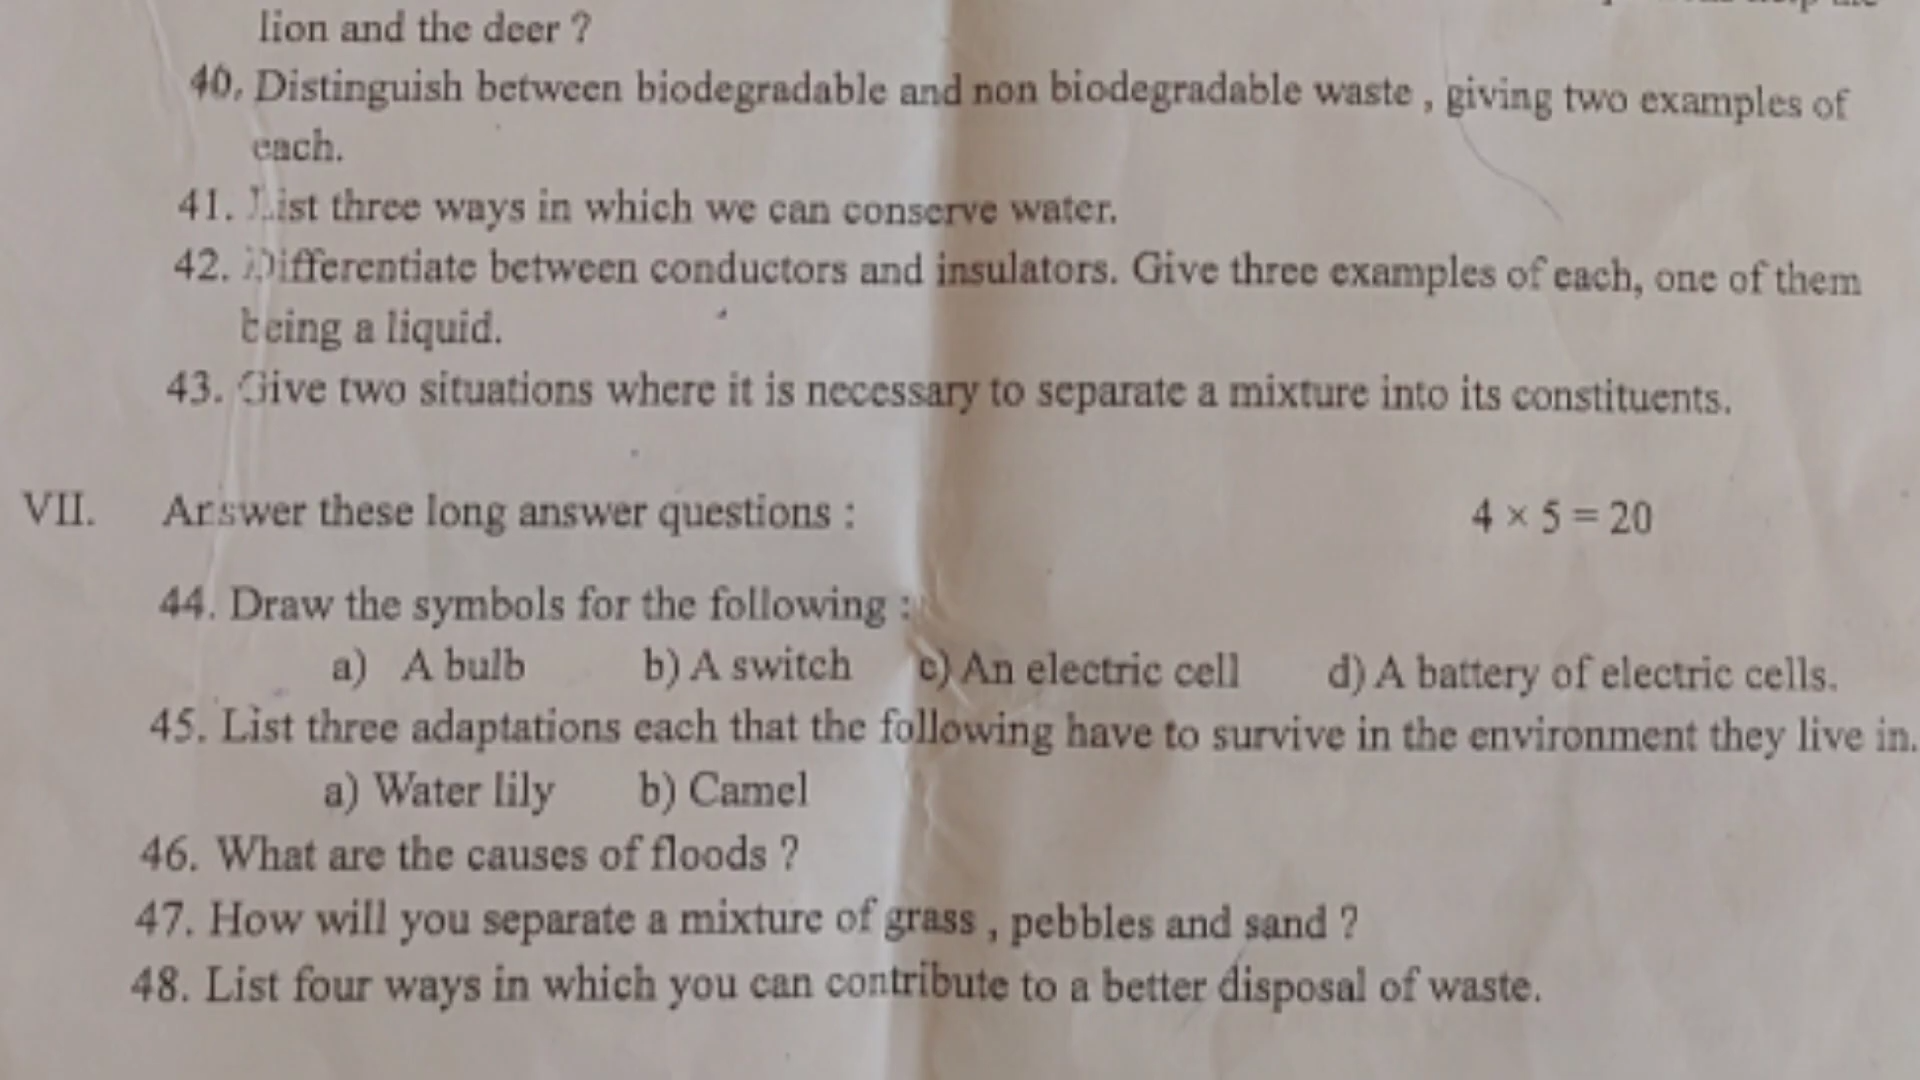 lion and the deer ?
40. Distinguish between biodegradable and non biodegradable waste , giving two examples of
each.
41. List three ways in which we can conserve water.
42. Differentiate between conductors and insulators. Give three examples of each, one of them
being a liquid.
43. Give two situations where it is necessary to separate a mixture into its constituents.
VII. Answer these long answer questions : 4 × 5 = 20
44. Draw the symbols for the following :
a) A bulb b) A switch c) An electric cell d) A battery of electric cells.
45. List three adaptations each that the following have to survive in the environment they live in.
a) Water lily b) Camel
46. What are the causes of floods ?
47. How will you separate a mixture of grass , pebbles and sand ?
48. List four ways in which you can contribute to a better disposal of waste.